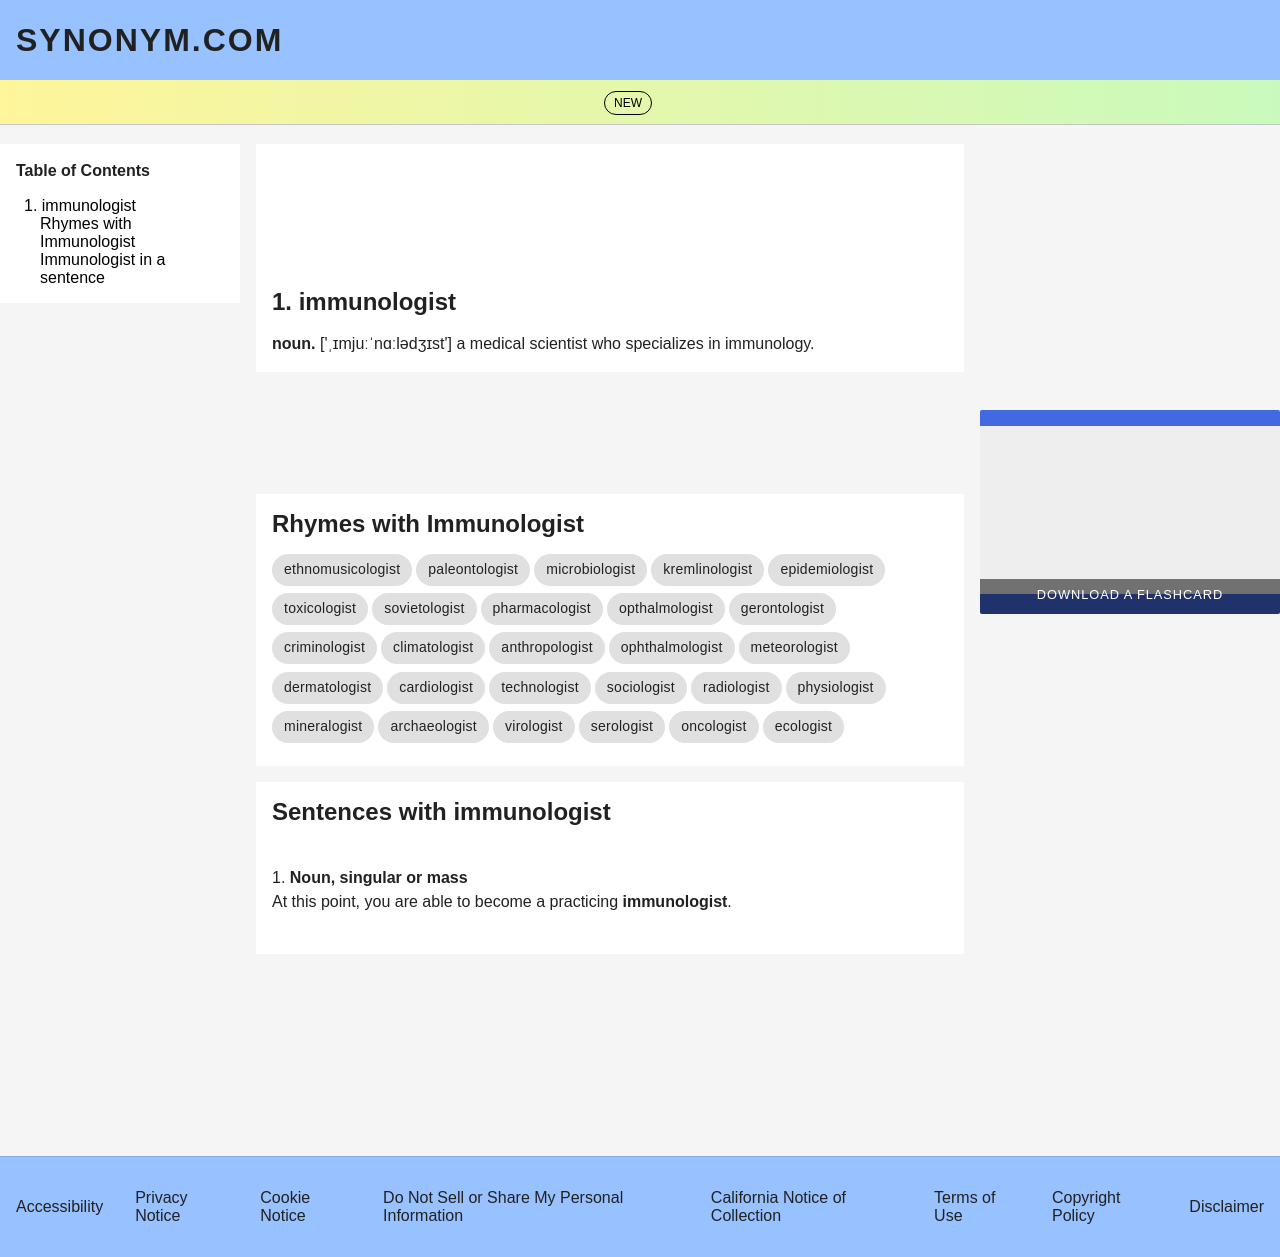 SYNONYM.COM
NEW
Table of Contents
1. immunologist
Rhymes with
Immunologist
Immunologist in a
sentence
1. immunologist
noun. ['ˌɪmjuːˈnɑːlədʒɪst'] a medical scientist who specializes in immunology.
Rhymes with Immunologist
ethnomusicologist paleontologist microbiologist kremlinologist epidemiologist
toxicologist sovietologist pharmacologist opthalmologist gerontologist
criminologist climatologist anthropologist ophthalmologist meteorologist
dermatologist cardiologist technologist sociologist radiologist physiologist
mineralogist archaeologist virologist serologist oncologist ecologist
DOWNLOAD A FLASHCARD
Sentences with immunologist
1. Noun, singular or mass
At this point, you are able to become a practicing immunologist.
Accessibility
Privacy
Notice
Cookie
Notice
Do Not Sell or Share My Personal
Information
California Notice of
Collection
Terms of
Use
Copyright
Policy
Disclaimer